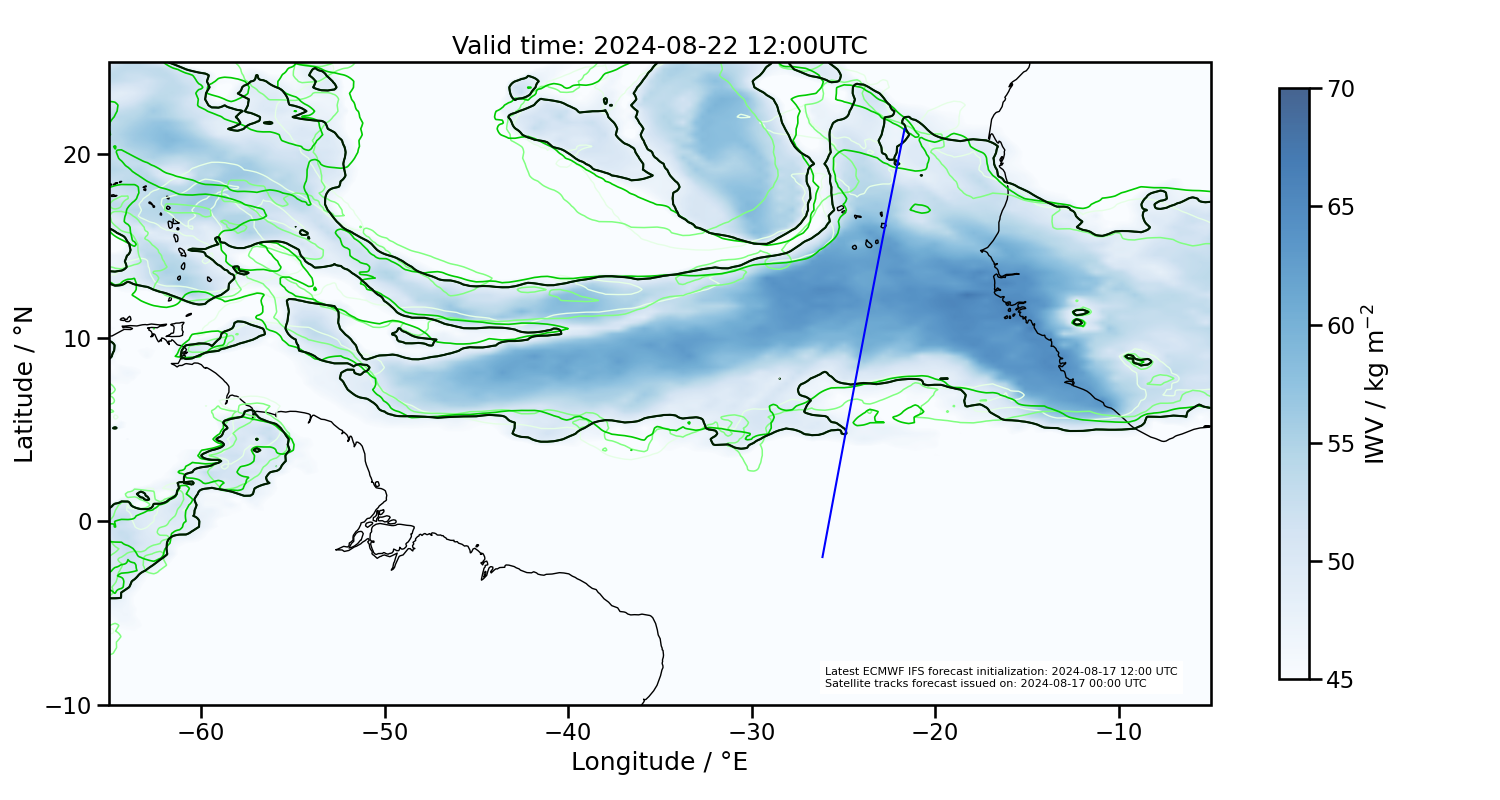 Valid time: 2024-08-22 12:00UTC
20
10
0
−10
Latitude / °N
−60
−50
−40
−30
−20
−10
Longitude / °E
Latest ECMWF IFS forecast initialization: 2024-08-17 12:00 UTC
Satellite tracks forecast issued on: 2024-08-17 00:00 UTC
70
65
60
55
50
45
IWV / kg m⁻²